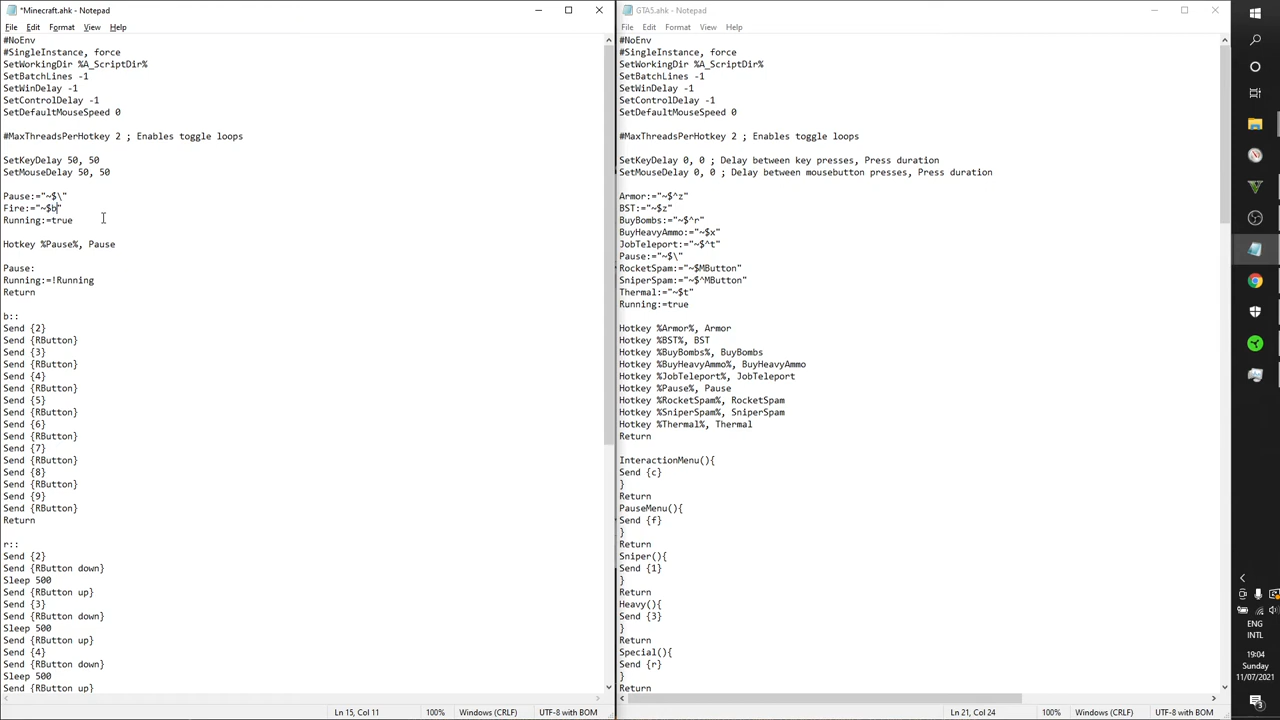 *Minecraft.ahk - Notepad
File Edit Format View Help
#NoEnv
#SingleInstance, force
SetWorkingDir %A_ScriptDir%
SetBatchLines -1
SetWinDelay -1
SetControlDelay -1
SetDefaultMouseSpeed 0
#MaxThreadsPerHotkey 2 ; Enables toggle loops
SetKeyDelay 50, 50
SetMouseDelay 50, 50
Pause:="~$\"
Fire:="~$b"
Running:=true
Hotkey %Pause%, Pause
Pause:
Running:=!Running
Return
b::
Send {2}
Send {RButton}
Send {3}
Send {RButton}
Send {4}
Send {RButton}
Send {5}
Send {RButton}
Send {6}
Send {RButton}
Send {7}
Send {RButton}
Send {8}
Send {RButton}
Send {9}
Send {RButton}
Return
r::
Send {2}
Send {RButton down}
Sleep 500
Send {RButton up}
Send {3}
Send {RButton down}
Sleep 500
Send {RButton up}
Send {4}
Send {RButton down}
Sleep 500
Send {RButton up}
Ln 15, Col 11 100% Windows (CRLF) UTF-8 with BOM
GTA5.ahk - Notepad
File Edit Format View Help
#NoEnv
#SingleInstance, force
SetWorkingDir %A_ScriptDir%
SetBatchLines -1
SetWinDelay -1
SetControlDelay -1
SetDefaultMouseSpeed 0
#MaxThreadsPerHotkey 2 ; Enables toggle loops
SetKeyDelay 0, 0 ; Delay between key presses, Press duration
SetMouseDelay 0, 0 ; Delay between mousebutton presses, Press duration
Armor:="~$^z"
BST:="~$z"
BuyBombs:="~$^r"
BuyHeavyAmmo:="~$x"
JobTeleport:="~$^t"
Pause:="~$\"
RocketSpam:="~$MButton"
SniperSpam:="~$^MButton"
Thermal:="~$t"
Running:=true
Hotkey %Armor%, Armor
Hotkey %BST%, BST
Hotkey %BuyBombs%, BuyBombs
Hotkey %BuyHeavyAmmo%, BuyHeavyAmmo
Hotkey %JobTeleport%, JobTeleport
Hotkey %Pause%, Pause
Hotkey %RocketSpam%, RocketSpam
Hotkey %SniperSpam%, SniperSpam
Hotkey %Thermal%, Thermal
Return
InteractionMenu(){
Send {c}
}
Return
PauseMenu(){
Send {f}
}
Return
Sniper(){
Send {1}
}
Return
Heavy(){
Send {3}
}
Return
Special(){
Send {r}
}
Return
Ln 21, Col 24 100% Windows (CRLF) UTF-8 with BOM
ENG
INTL
19:04
Sunday
11/07/2021
3